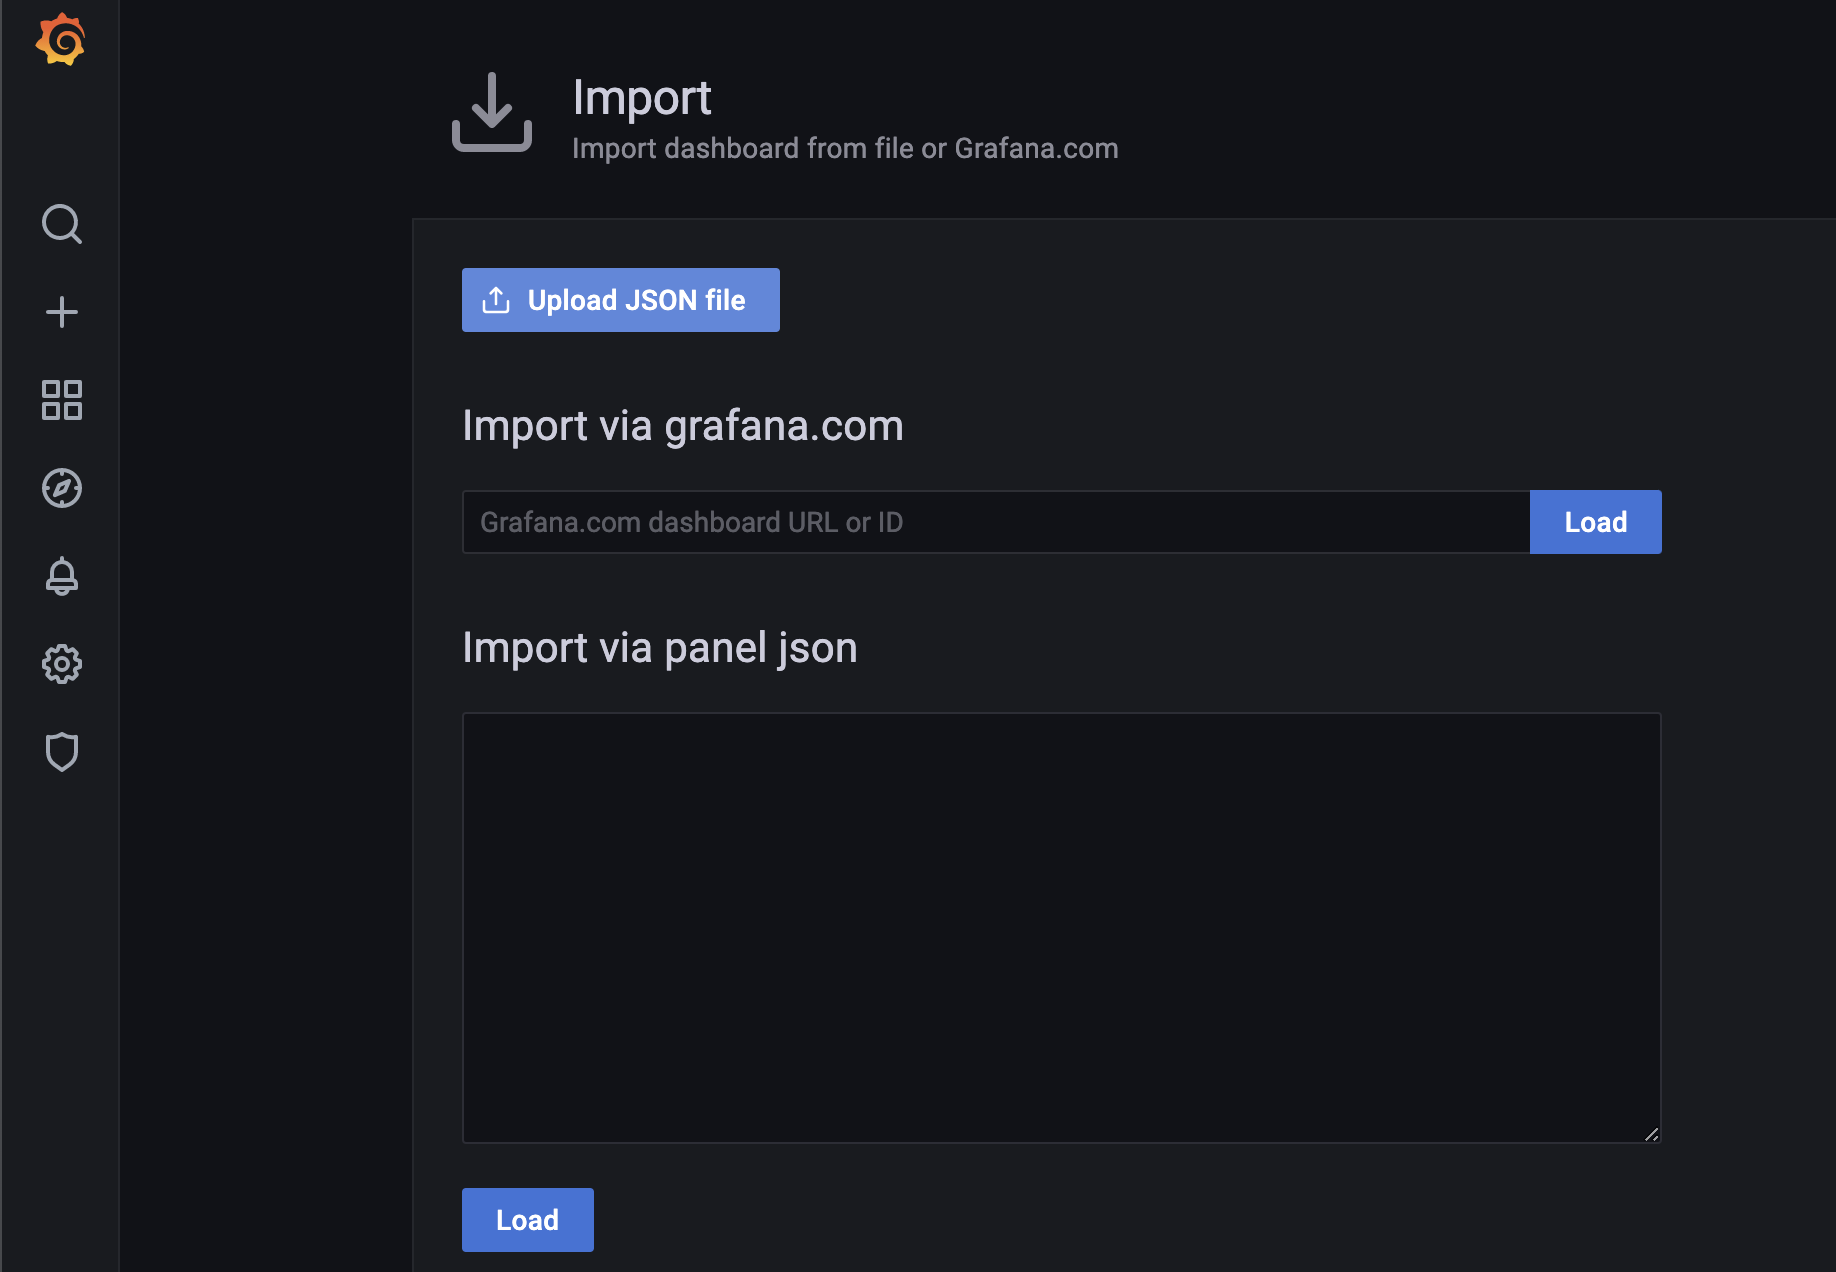 Import
Import dashboard from file or Grafana.com
Upload JSON file
Import via grafana.com
Grafana.com dashboard URL or ID
Load
Import via panel json
Load